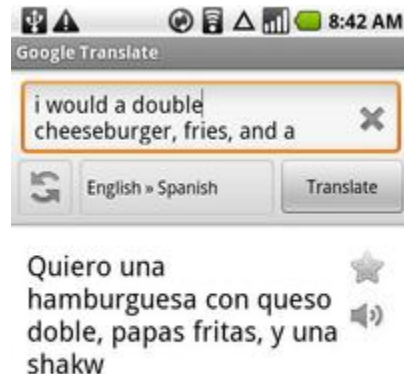 8:42 AM
Google Translate
i would a double
cheeseburger, fries, and a
English » Spanish
Translate
Quiero una
hamburguesa con queso
doble, papas fritas, y una
shakw